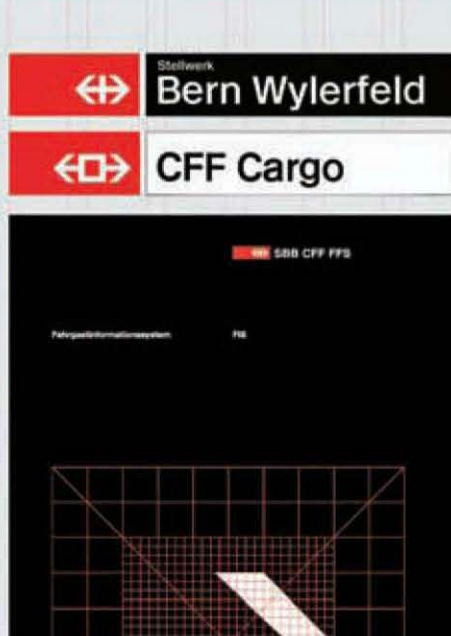 Stellwerk
Bern Wylerfeld
CFF Cargo
SBB CFF FFS
Fahrgastinformationssystem FIS